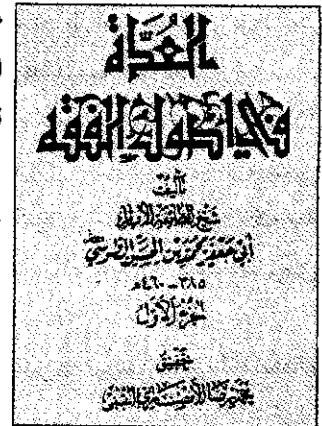 العُدَّة
في أصول الفقه
تأليف
شيخ الطائفة الإمام
أبي جعفر محمد بن الحسن الطوسي
٣٨٥ - ٤٦٠ هـ
الجزء الأول
تحقيق
محمد رضا الأنصاري القمي